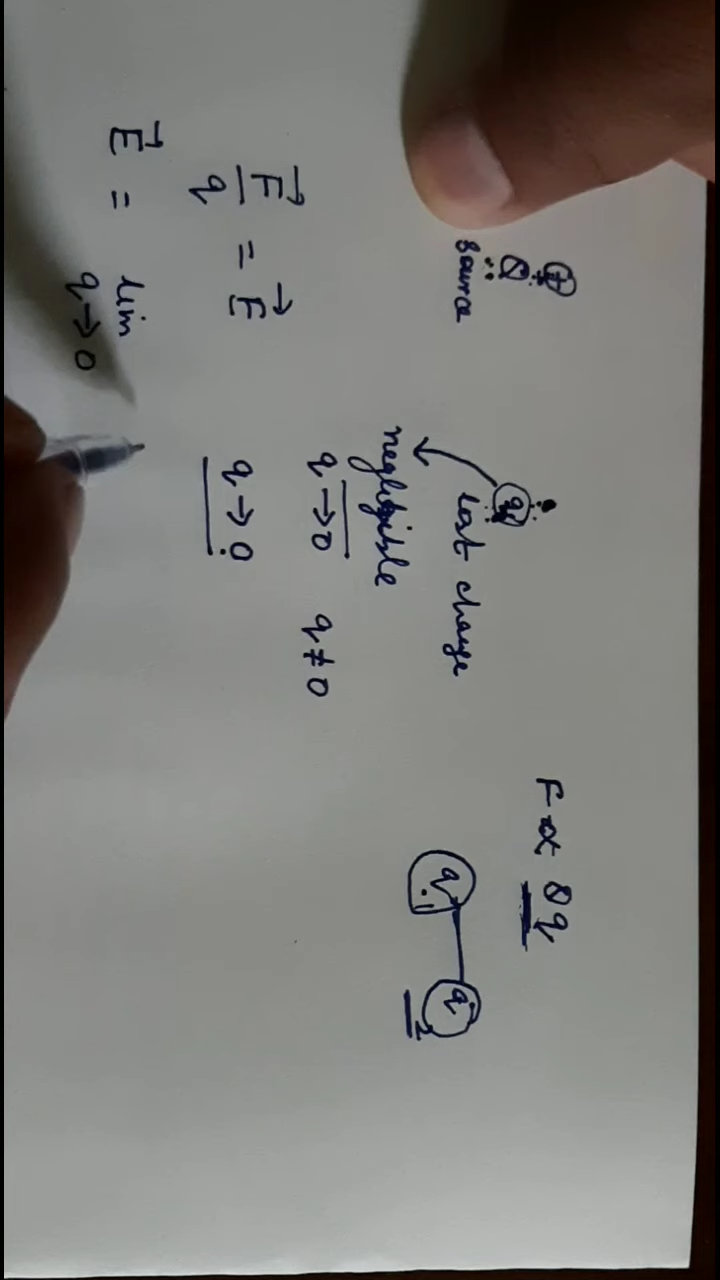 +
Q q F ∝ Qq
source test charge
q1 q2
negligible
q → 0 q ≠ 0
F⃗/q = E⃗ q → 0
E⃗ = lim
q → 0